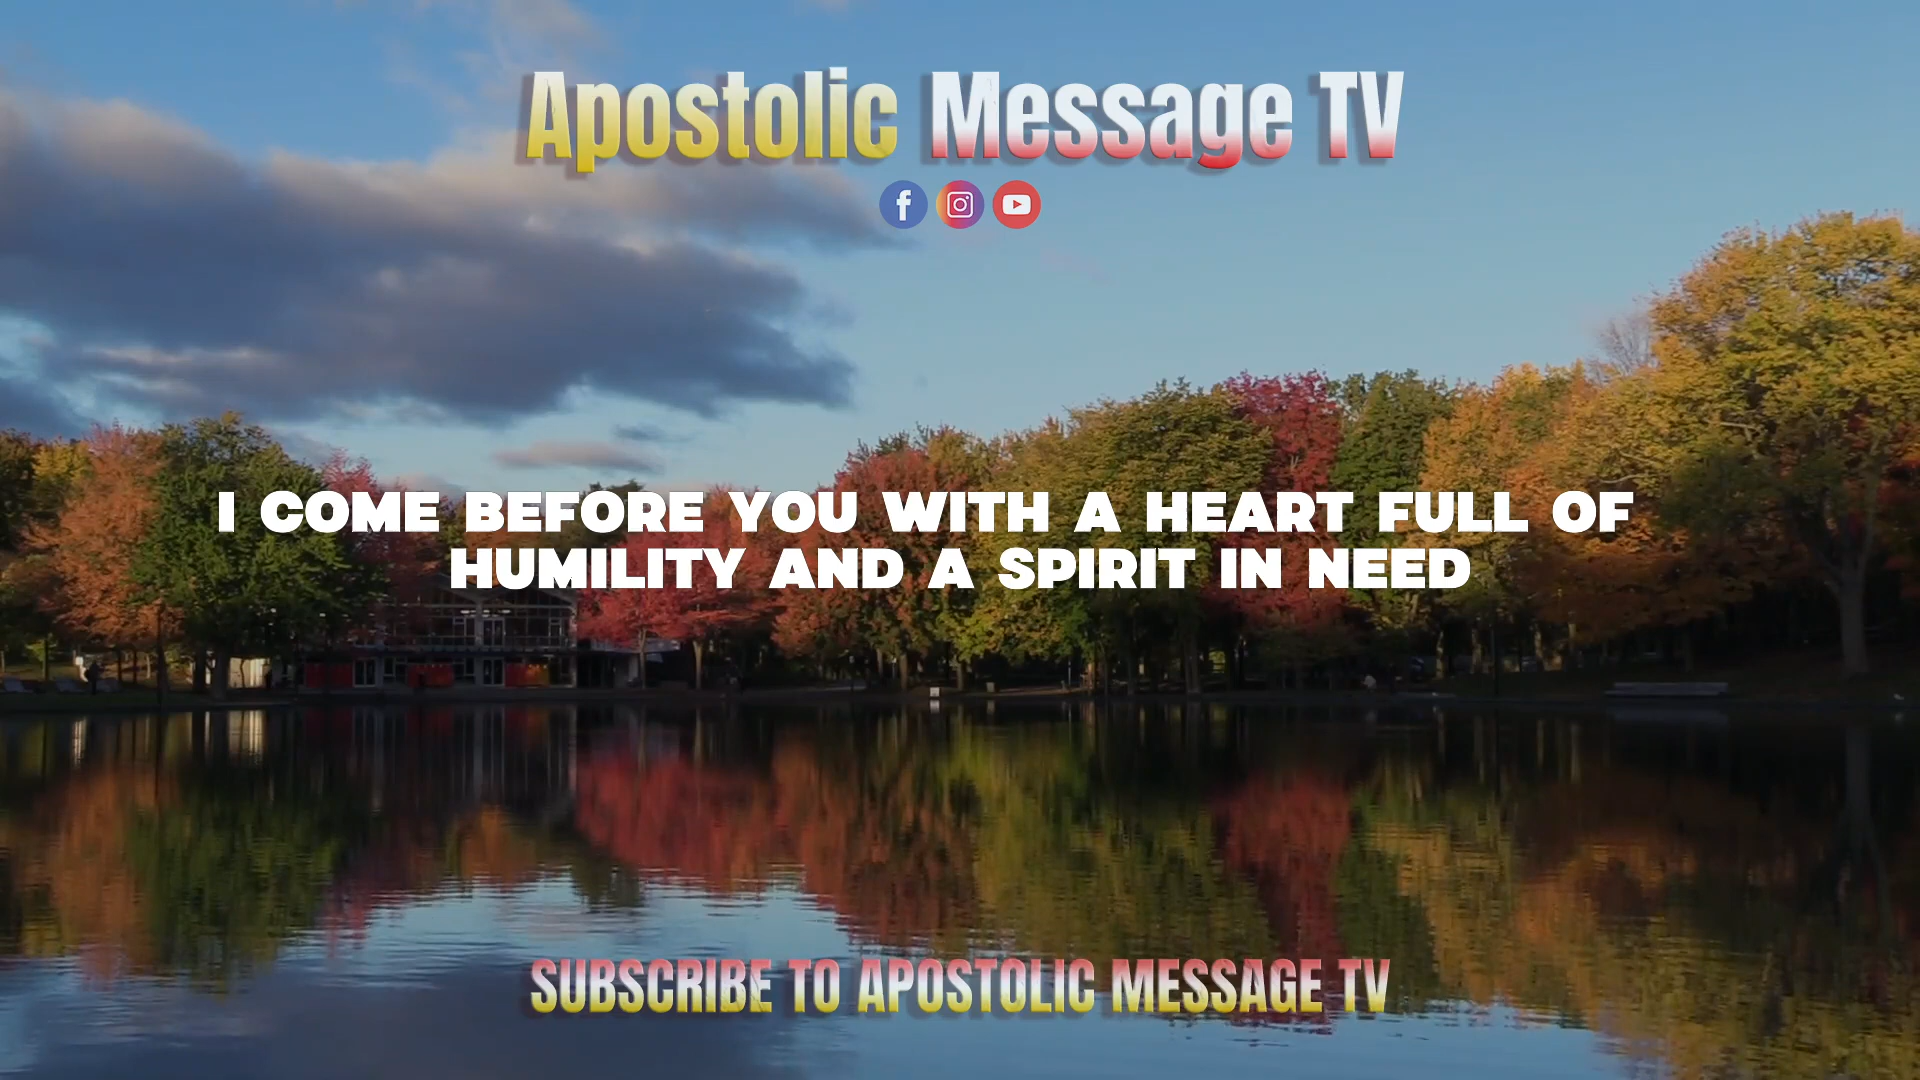 Apostolic Message TV
I COME BEFORE YOU WITH A HEART FULL OF
HUMILITY AND A SPIRIT IN NEED
SUBSCRIBE TO APOSTOLIC MESSAGE TV